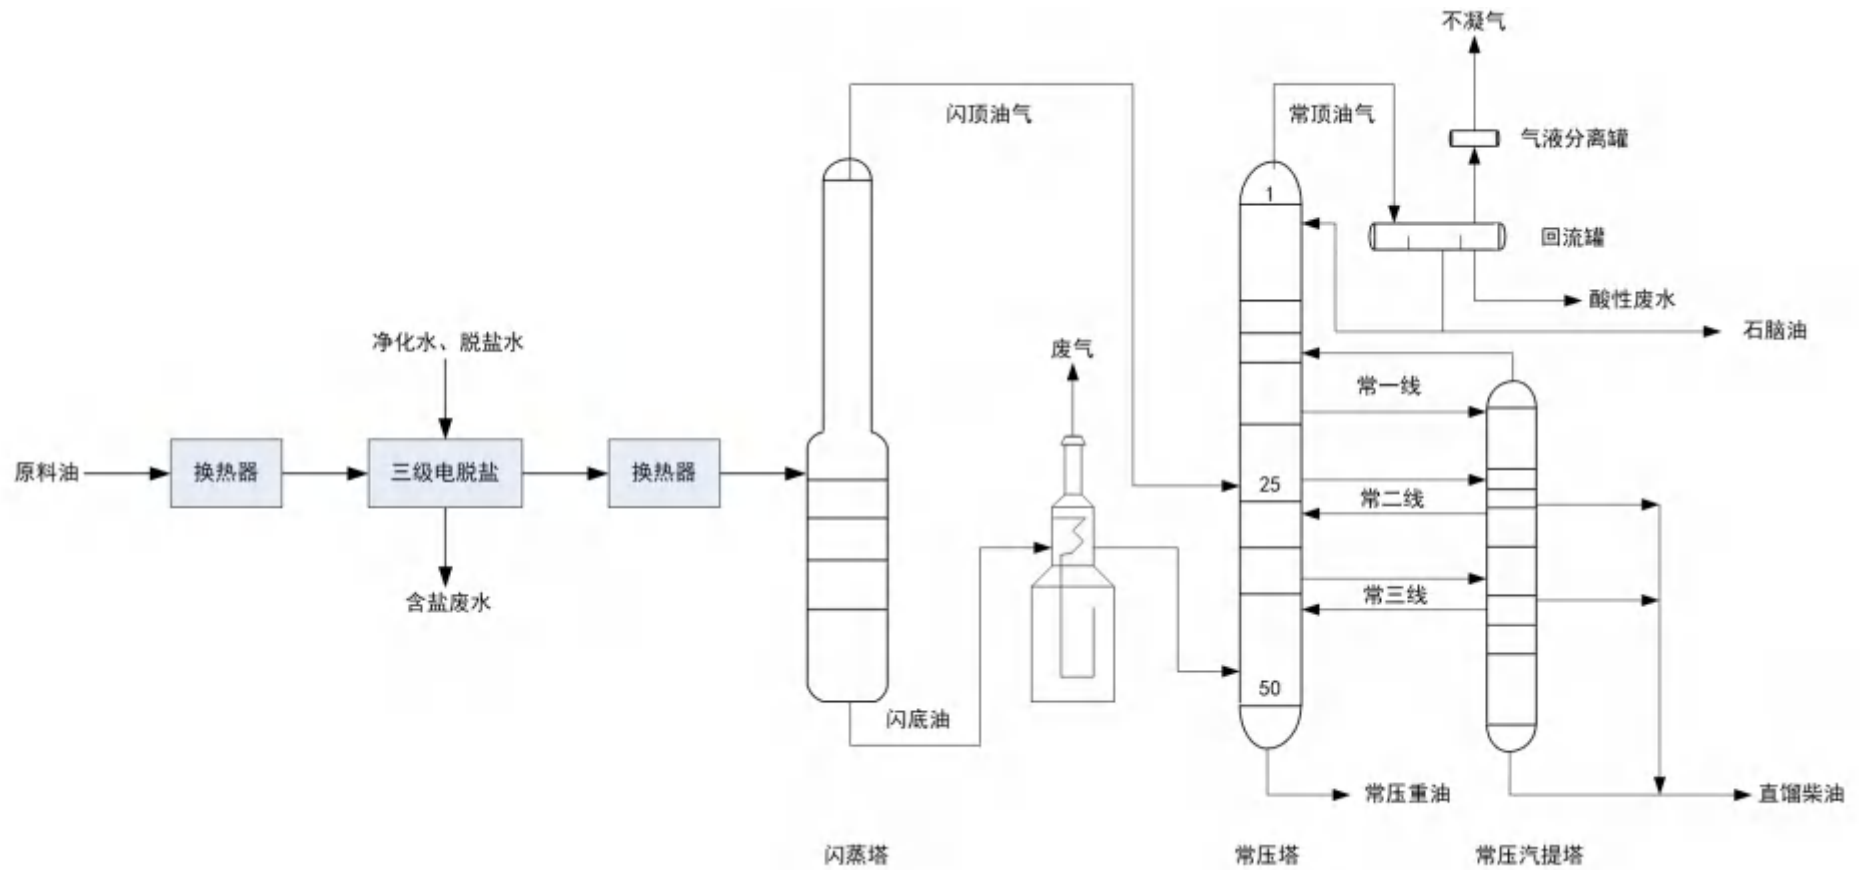 不凝气
闪顶油气
常顶油气
气液分离罐
1
回流罐
酸性废水
净化水、脱盐水
废气
石脑油
常一线
原料油
换热器
三级电脱盐
换热器
25
常二线
常三线
含盐废水
50
闪底油
常压重油
直馏柴油
闪蒸塔
常压塔
常压汽提塔